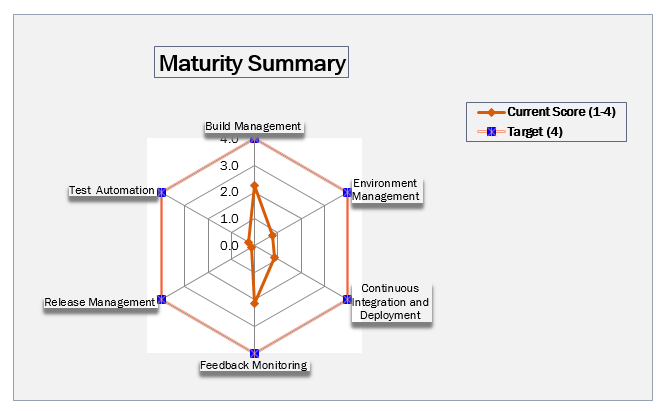 Maturity Summary
Current Score (1-4)
Target (4)
Build Management
4.0
3.0
2.0
1.0
0.0
Environment
Management
Continuous
Integration and
Deployment
Feedback Monitoring
Release Management
Test Automation